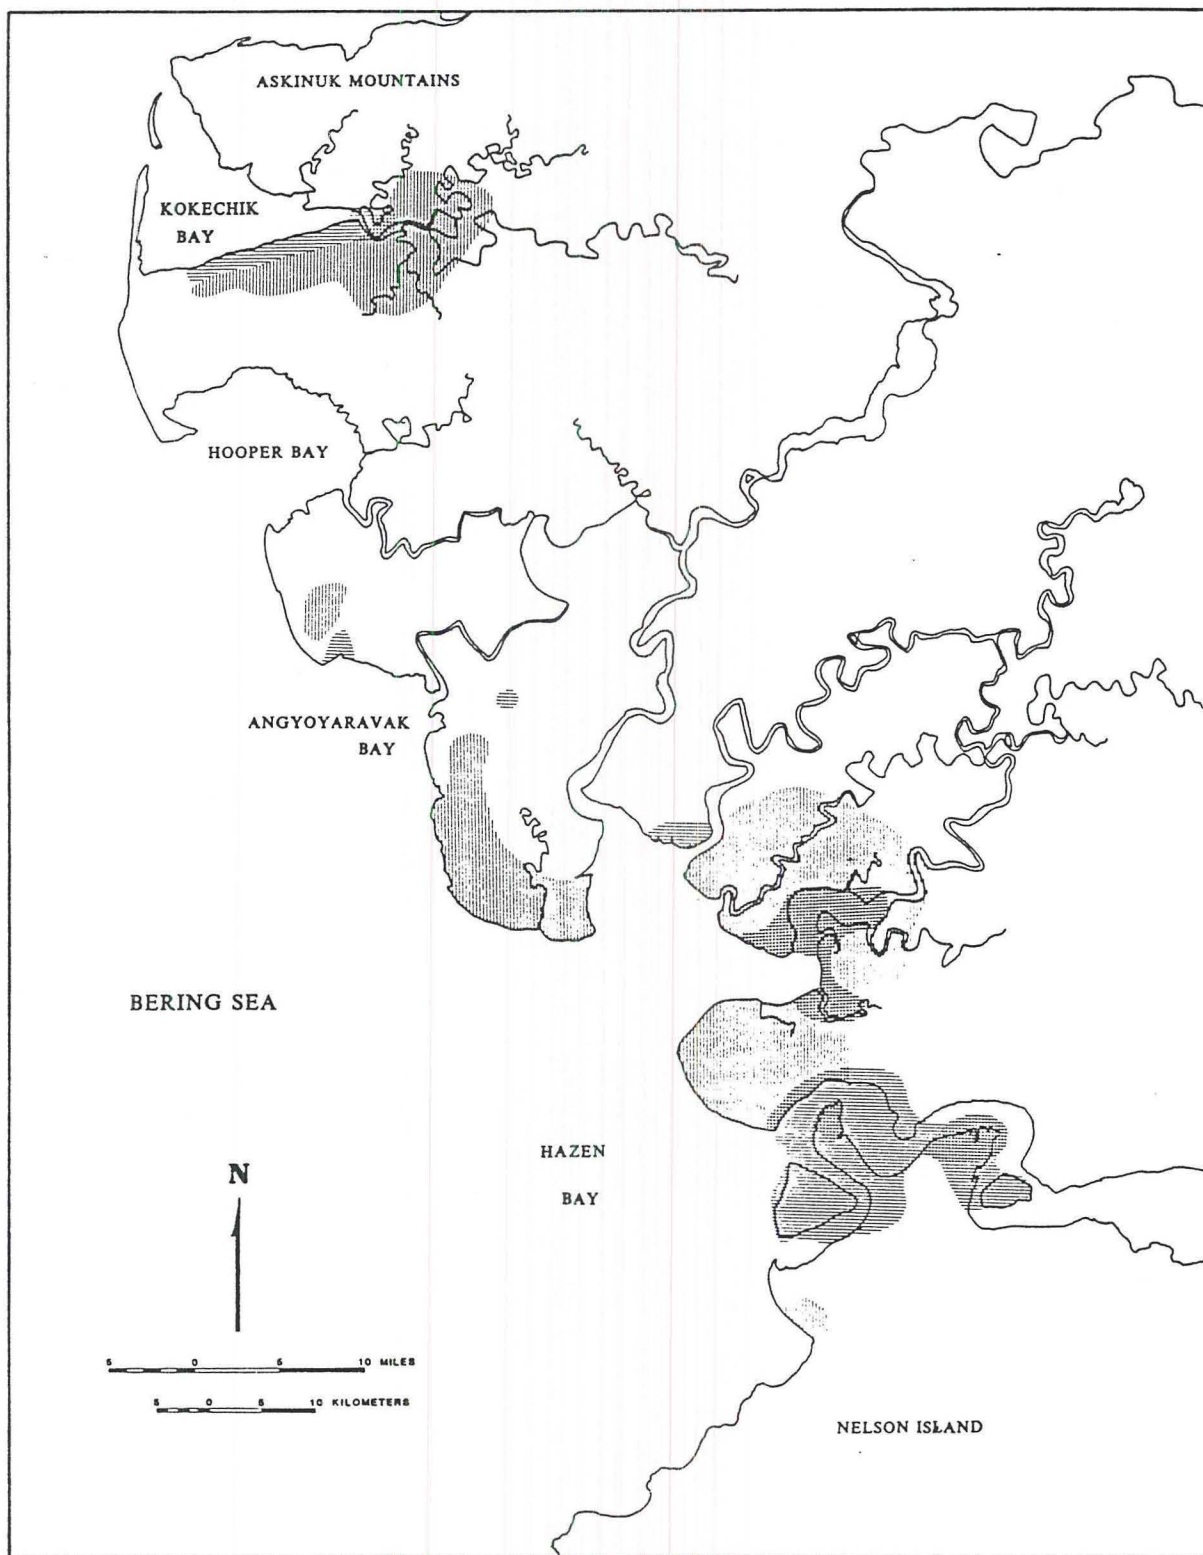 ASKINUK MOUNTAINS
KOKECHIK
BAY
HOOPER BAY
ANGYOYARAVAK
BAY
BERING SEA
HAZEN
BAY
N
5 0 5 10 MILES
5 0 5 10 KILOMETERS
NELSON ISLAND